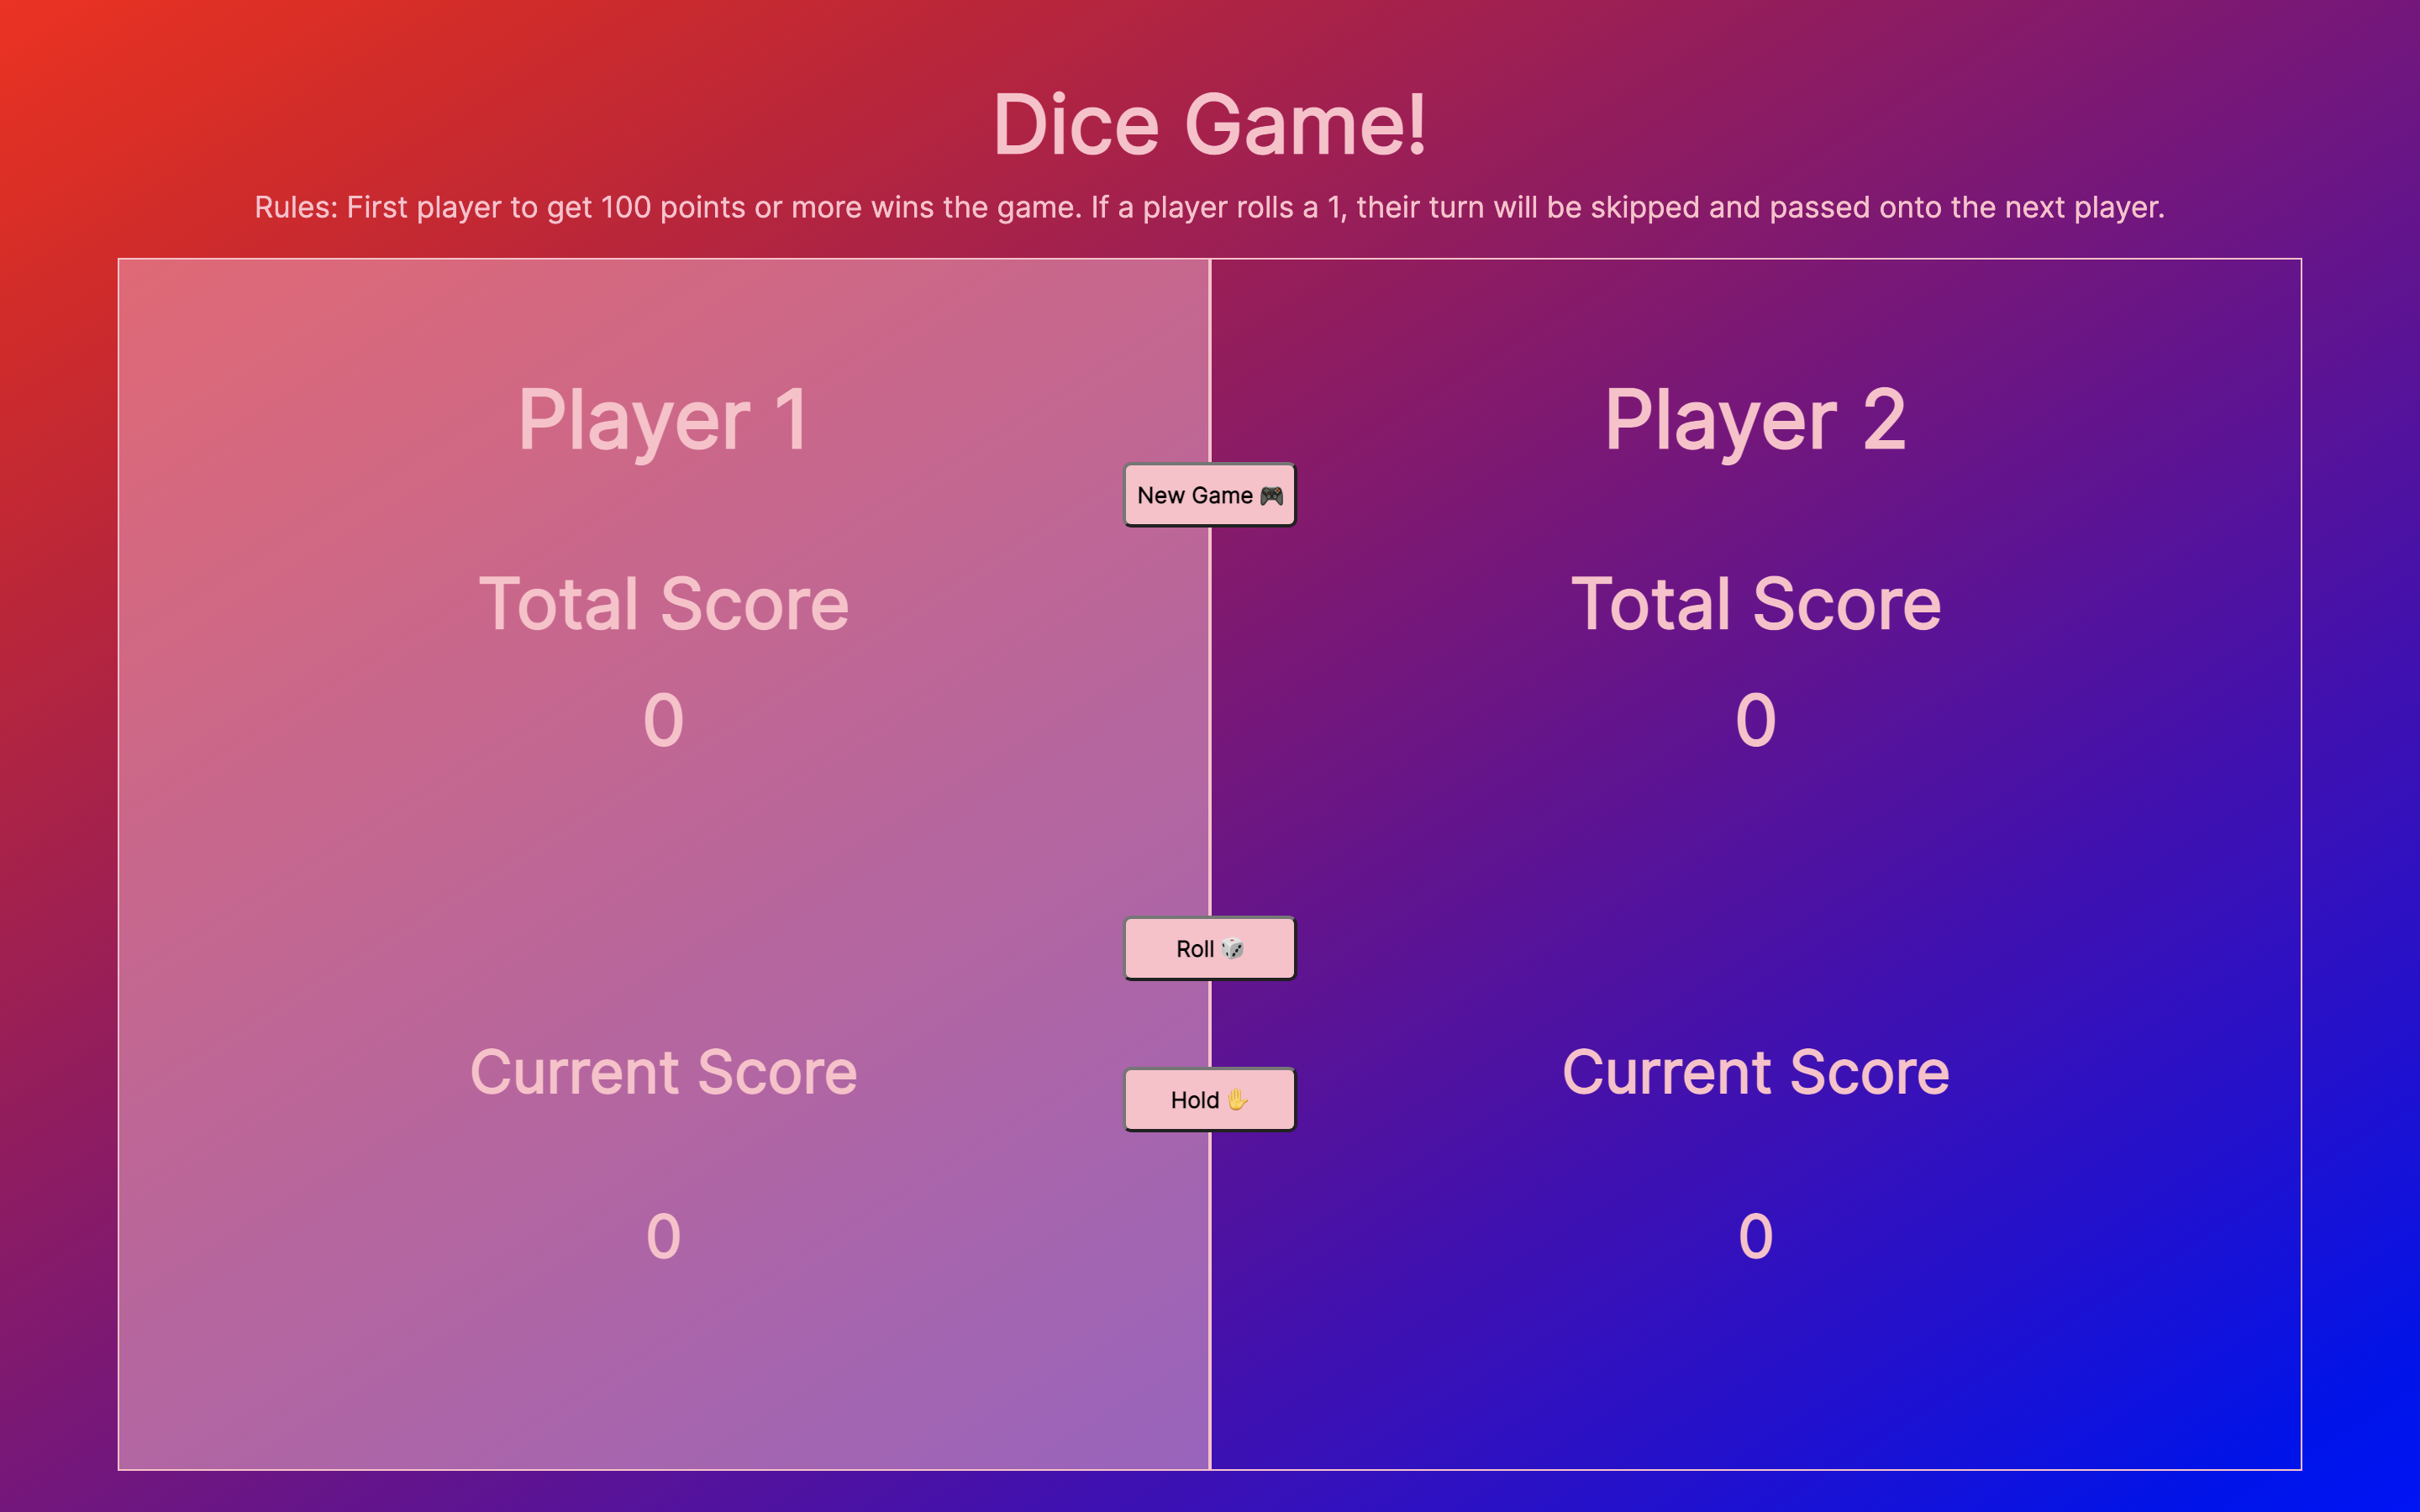 Dice Game!
Rules: First player to get 100 points or more wins the game. If a player rolls a 1, their turn will be skipped and passed onto the next player.
Player 1
Total Score
0
Current Score
0
New Game 🎮
Roll 🎲
Hold ✋
Player 2
Total Score
0
Current Score
0